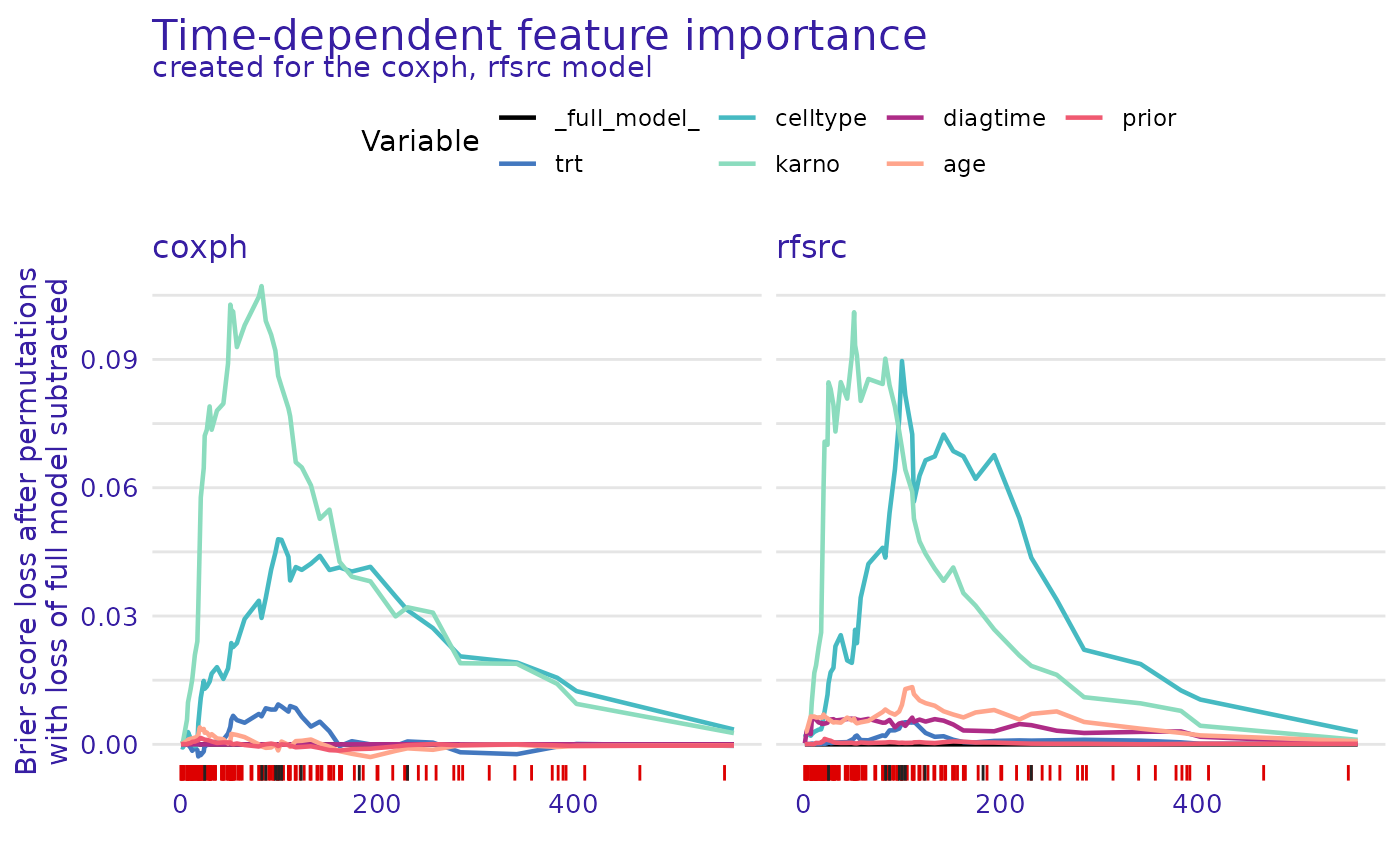 Time-dependent feature importance
created for the coxph, rfsrc model
Variable
_full_model_ celltype diagtime prior
trt karno age
coxph rfsrc
Brier score loss after permutations
with loss of full model subtracted
0.09
0.06
0.03
0.00
0 200 400 0 200 400